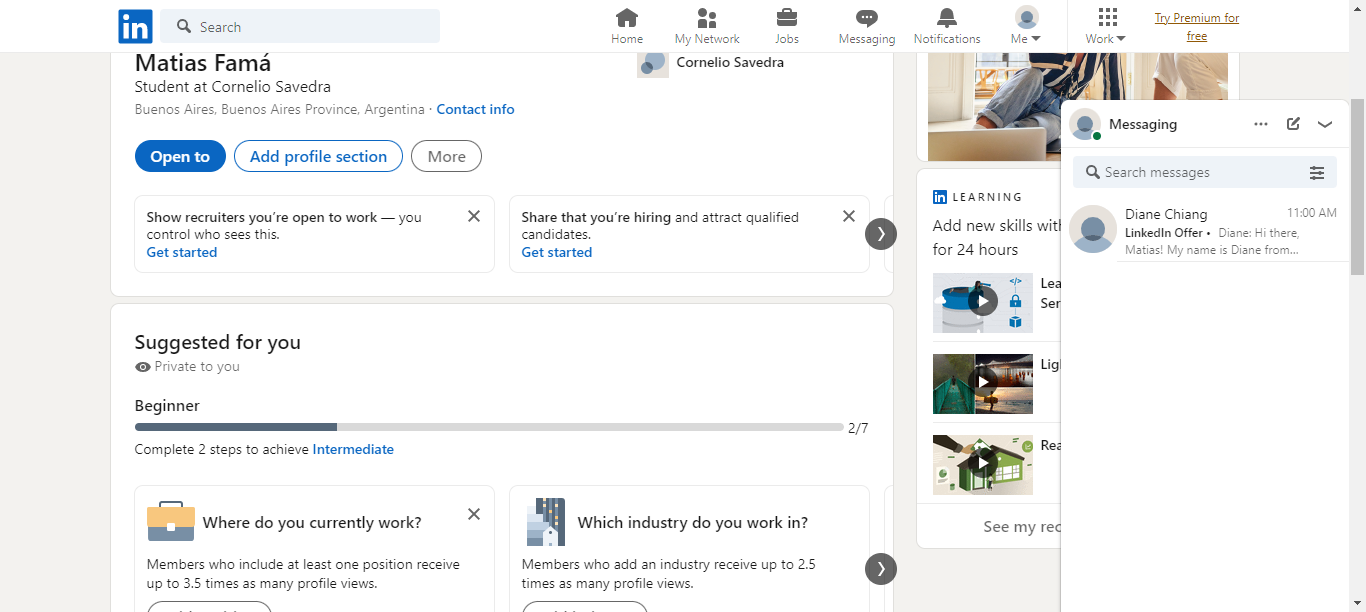 in
Search
Home
My Network
Jobs
Messaging
Notifications
Me
Work
Try Premium for
free
Matias Famá
Student at Cornelio Savedra
Buenos Aires, Buenos Aires Province, Argentina · Contact info
Cornelio Savedra
Open to
Add profile section
More
Show recruiters you're open to work — you
control who sees this.
Get started
Share that you're hiring and attract qualified
candidates.
Get started
Suggested for you
Private to you
Beginner
2/7
Complete 2 steps to achieve Intermediate
Where do you currently work?
Members who include at least one position receive
up to 3.5 times as many profile views.
Which industry do you work in?
Members who add an industry receive up to 2.5
times as many profile views.
in LEARNING
Add new skills with
for 24 hours
Lea
Ser
Lig
Rea
See my rec
Messaging
Search messages
Diane Chiang
11:00 AM
LinkedIn Offer • Diane: Hi there,
Matias! My name is Diane from...